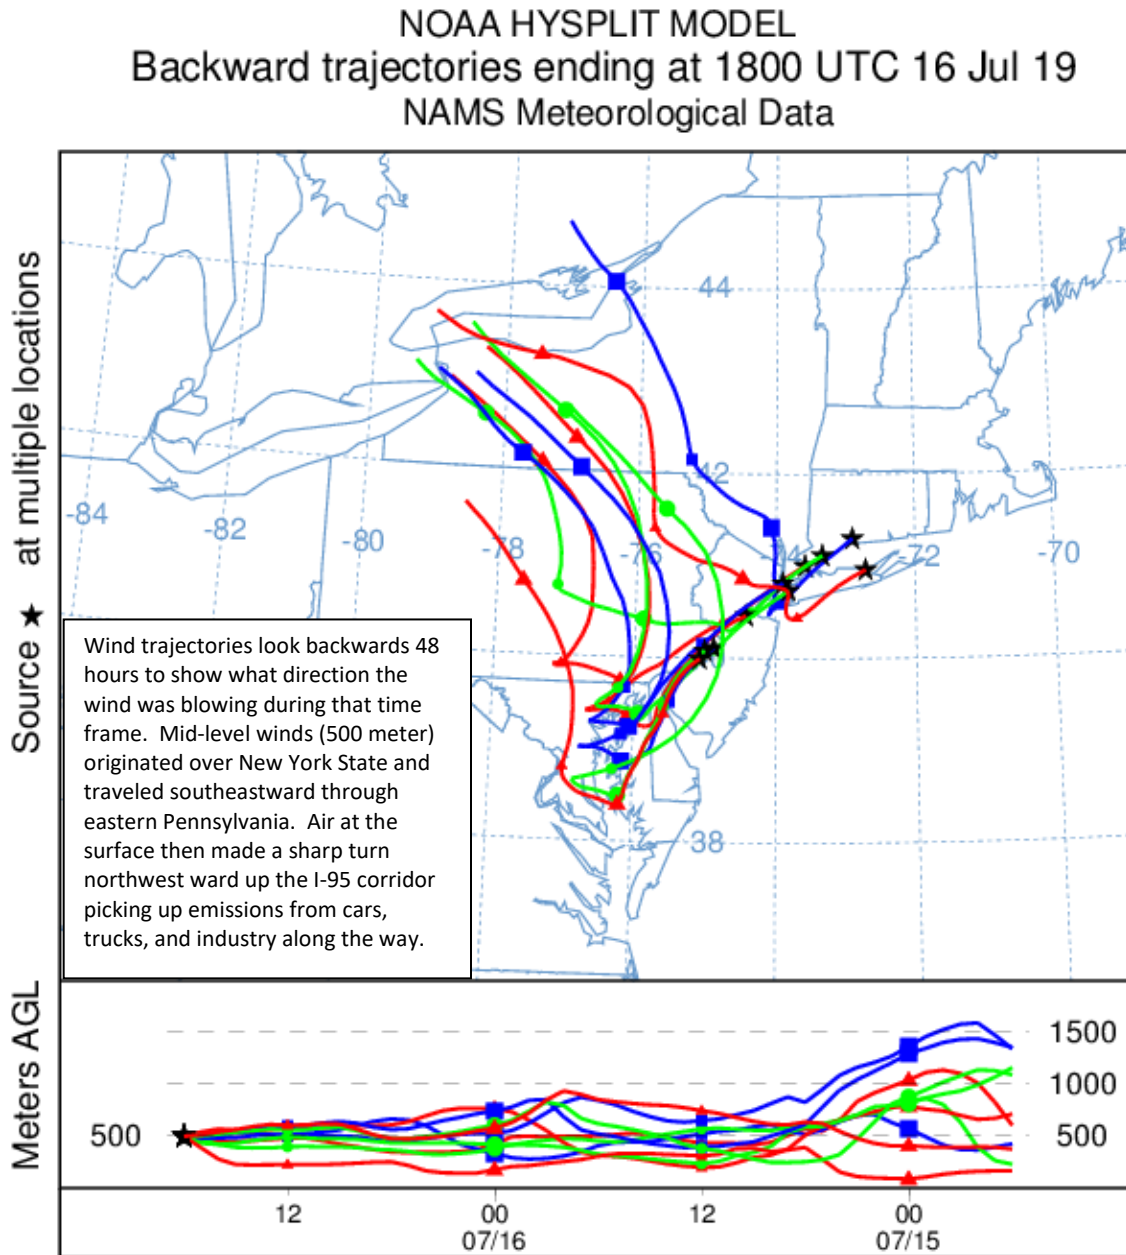 NOAA HYSPLIT MODEL
Backward trajectories ending at 1800 UTC 16 Jul 19
NAMS Meteorological Data
Source ★ at multiple locations
44
42
-84
-82
-80
-78
-76
-74
-72
-70
38
Wind trajectories look backwards 48
hours to show what direction the
wind was blowing during that time
frame. Mid-level winds (500 meter)
originated over New York State and
traveled southeastward through
eastern Pennsylvania. Air at the
surface then made a sharp turn
northwest ward up the I-95 corridor
picking up emissions from cars,
trucks, and industry along the way.
Meters AGL
1500
1000
500
500
12
00
12
00
07/16
07/15